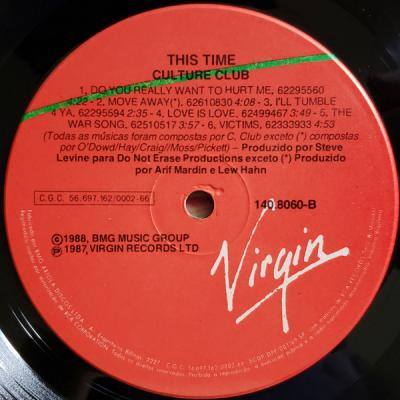 THIS TIME
CULTURE CLUB
1. DO YOU REALLY WANT TO HURT ME, 62295560
4:22 - 2. MOVE AWAY(*), 62610830 4:08 - 3. I'LL TUMBLE
4 YA, 62295594 2:35 - 4. LOVE IS LOVE, 62499467 3:49 - 5. THE
WAR SONG, 62510517 3:57 - 6. VICTIMS, 62333933 4:53
(Todas as músicas foram compostas por C. Club e compostas
por O'Dowd/Hay/Craig//Moss/Pickett) - Produzido por Steve
Levine para Do Not Erase Productions exceto (*) Produzido
por Arif Mardin e Lew Hahn
C.G.C. 56.697.162/0002-66
140.8060-B
©1988, BMG MUSIC GROUP
℗1987, VIRGIN RECORDS LTD
Virgin